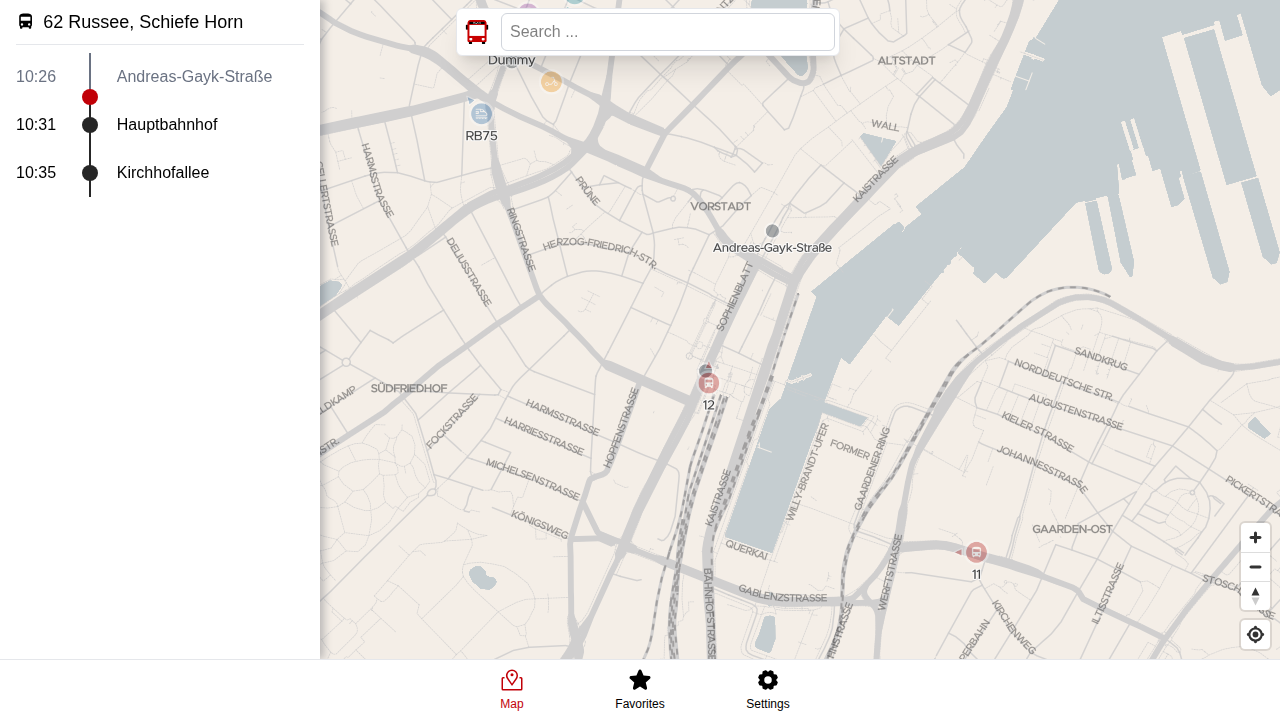 62 Russee, Schiefe Horn
10:26 Andreas-Gayk-Straße
10:31 Hauptbahnhof
10:35 Kirchhofallee
Search ...
Dummy
RB75
ALTSTADT
WALL
KAISTRASSE
HARMSSTRASSE
PRÜNE
VORSTADT
Andreas-Gayk-Straße
RINGSTRASSE
HERZOG-FRIEDRICH-STR.
DELIUSSTRASSE
SOPHIENBLATT
SANDKRUG
NORDDEUTSCHE STR.
AUGUSTENSTRASSE
KIELER STRASSE
JOHANNESSTRASSE
SÜDFRIEDHOF
12
HARMSSTRASSE
HARRIESSTRASSE
FOCKSTRASSE
HOPFENSTRASSE
MICHELSENSTRASSE
KÖNIGSWEG
KAISTRASSE
WILLY-BRANDT-UFER
FORMER
GAARDENER RING
QUERKAI
GAARDEN-OST
11
WERFTSTRASSE
GABLENZSTRASSE
BAHNHOFSTRASSE
ILTISSTRASSE
KIRCHENWEG
Map
Favorites
Settings